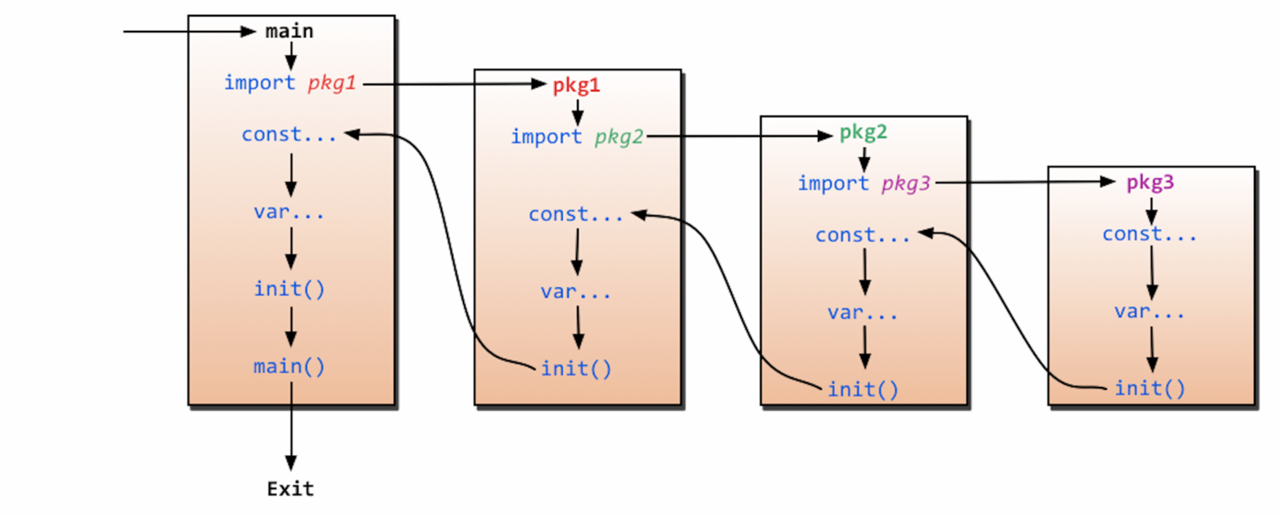 main
import pkg1
const...
var...
init()
main()
Exit
pkg1
import pkg2
const...
var...
init()
pkg2
import pkg3
const...
var...
init()
pkg3
const...
var...
init()